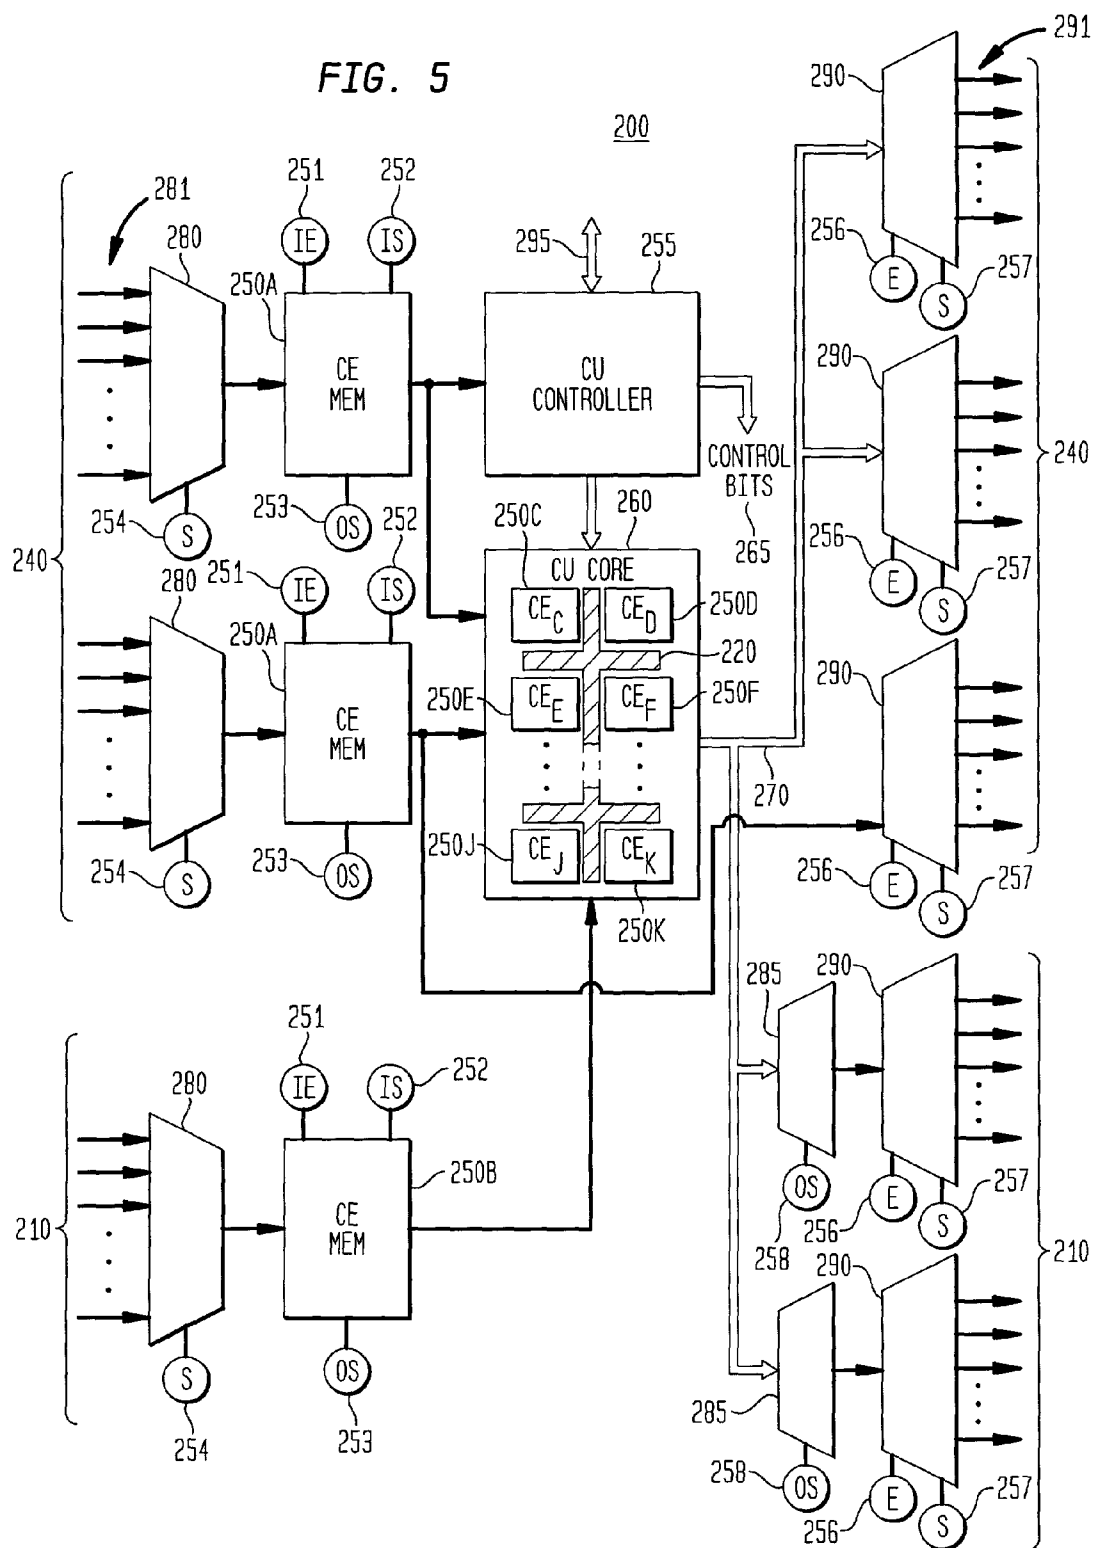 FIG. 5
200
291
290
240
281
280
251
252
250A
IE
IS
CE
MEM
254
S
253
OS
295
255
CU
CONTROLLER
CONTROL
BITS
265
256
E
257
S
290
256
E
257
S
240
240
280
251
252
250A
IE
IS
CE
MEM
254
S
253
OS
250C
260
CU CORE
CE_C
CE_D
250D
220
250E
CE_E
CE_F
250F
250J
CE_J
CE_K
250K
270
290
256
E
257
S
210
280
251
252
IE
IS
CE
MEM
250B
254
S
253
OS
285
290
OS
258
256
E
257
S
210
290
285
258
OS
256
E
257
S